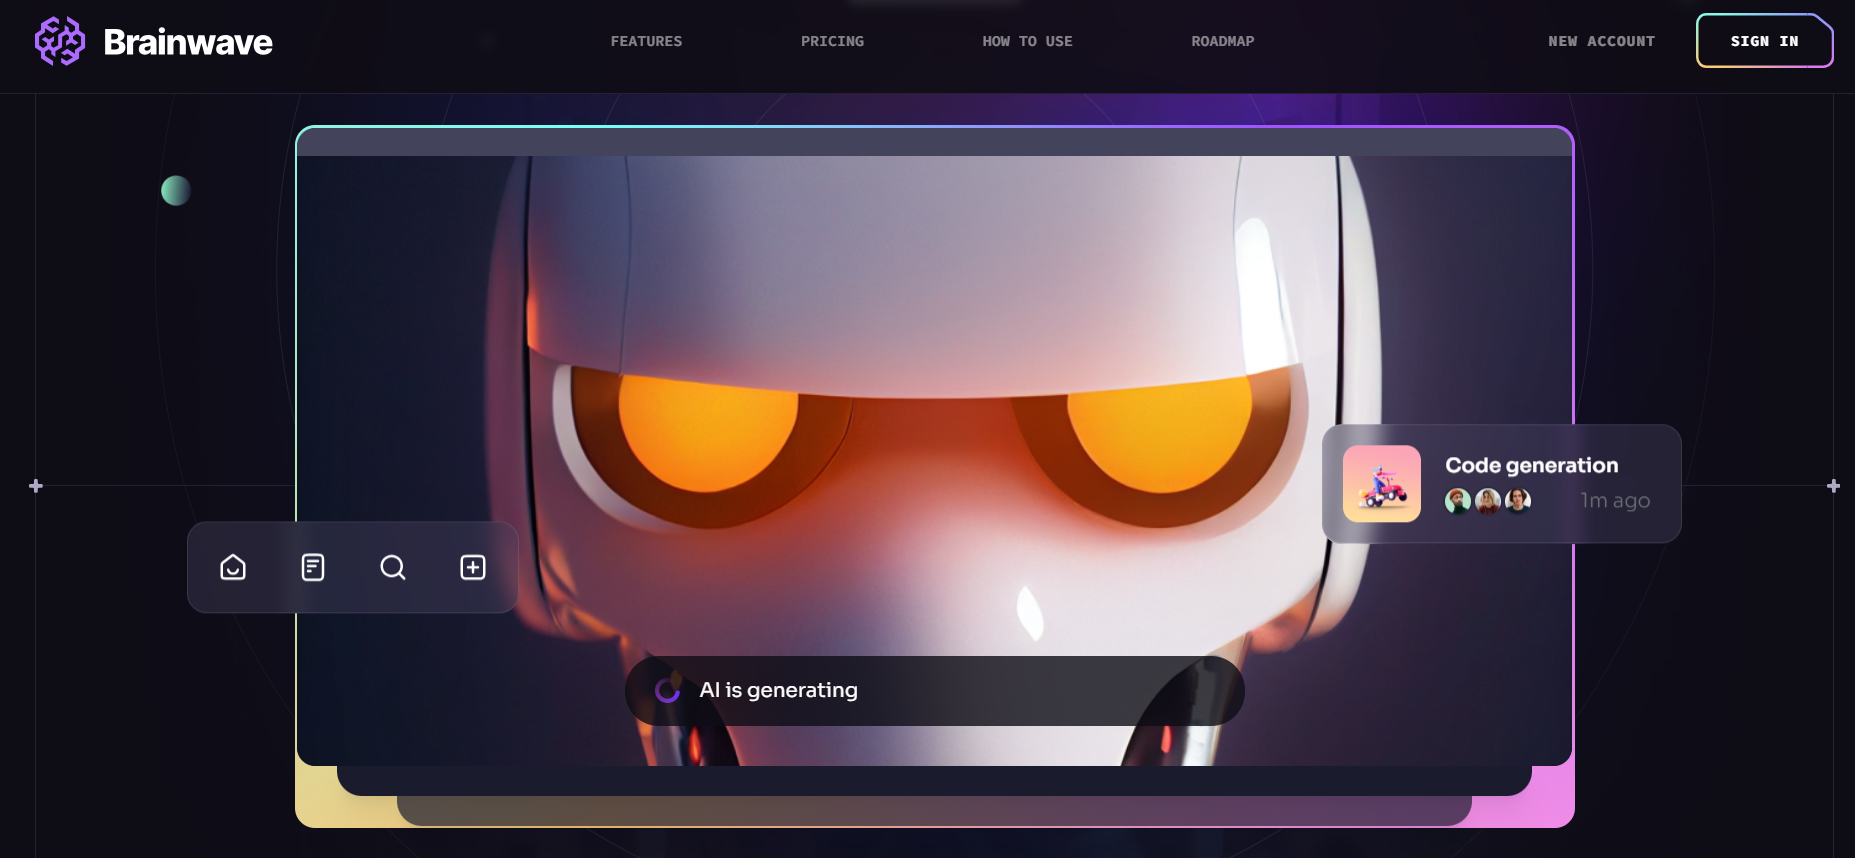 Brainwave
FEATURES
PRICING
HOW TO USE
ROADMAP
NEW ACCOUNT
SIGN IN
Code generation
1m ago
AI is generating